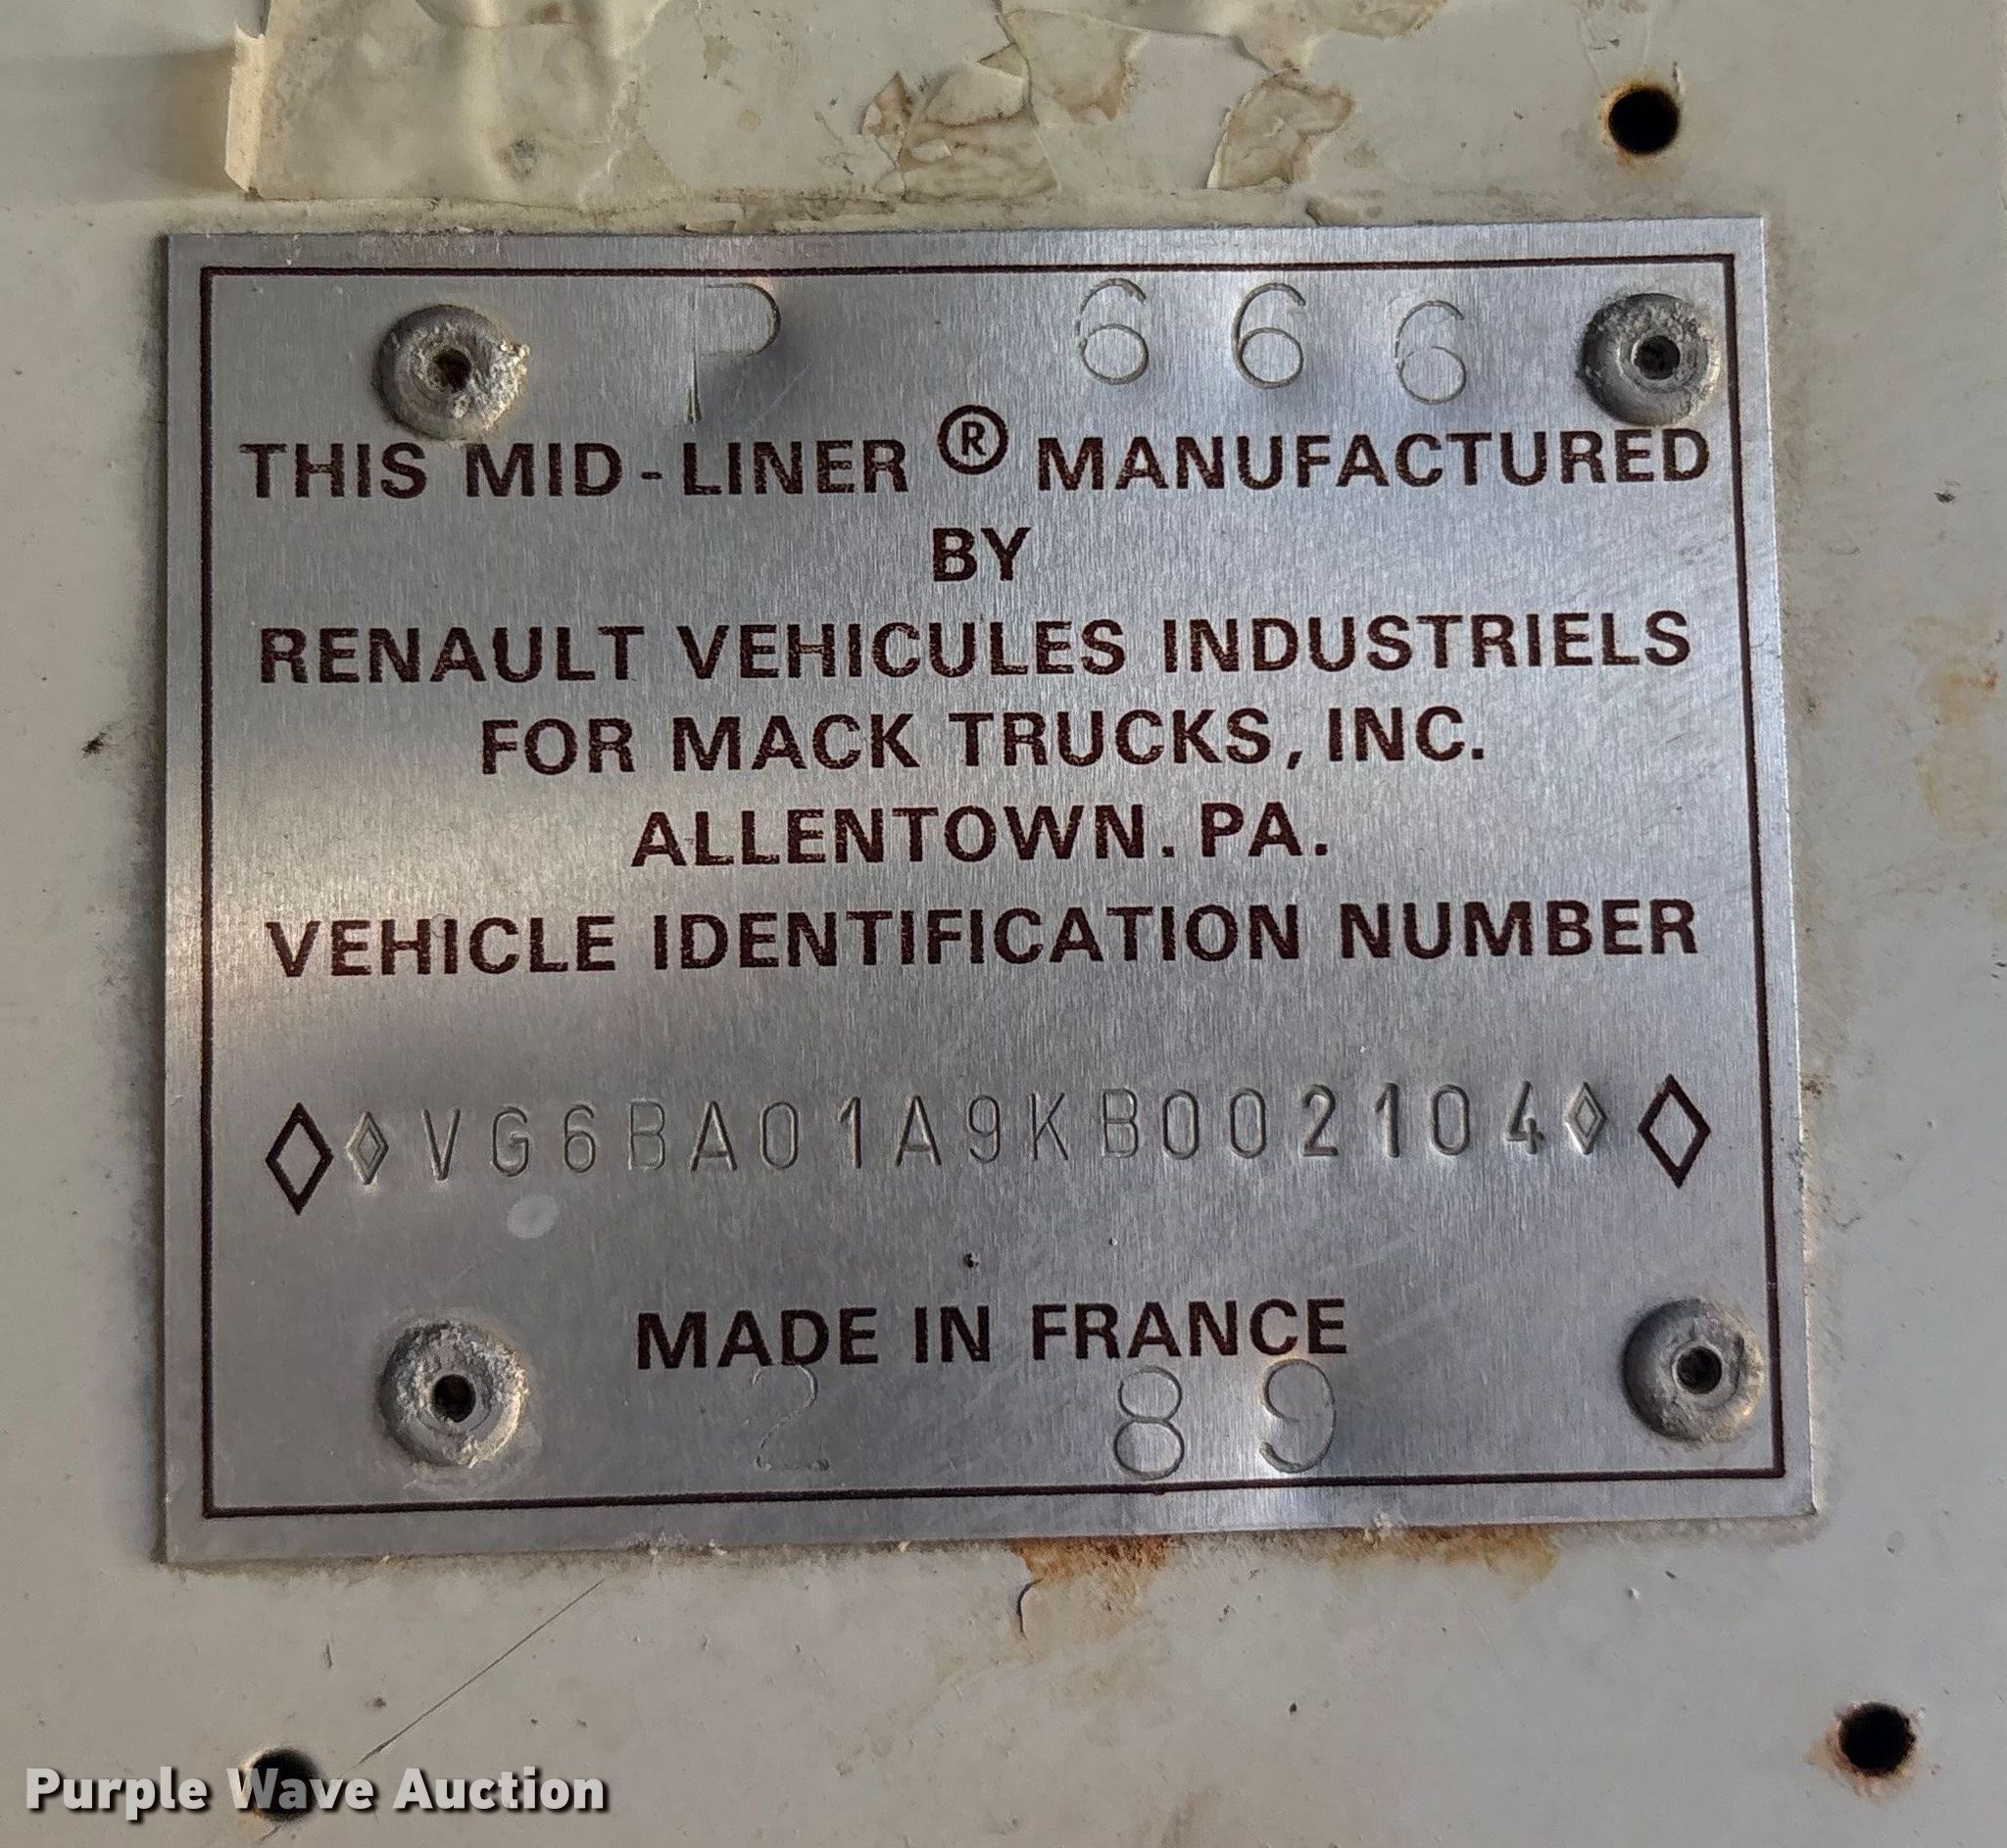 P 666
THIS MID-LINER ® MANUFACTURED
BY
RENAULT VEHICULES INDUSTRIELS
FOR MACK TRUCKS, INC.
ALLENTOWN. PA.
VEHICLE IDENTIFICATION NUMBER
◊◊VG6BA01A9KB002104◊◊
MADE IN FRANCE
2 89
Purple Wave Auction